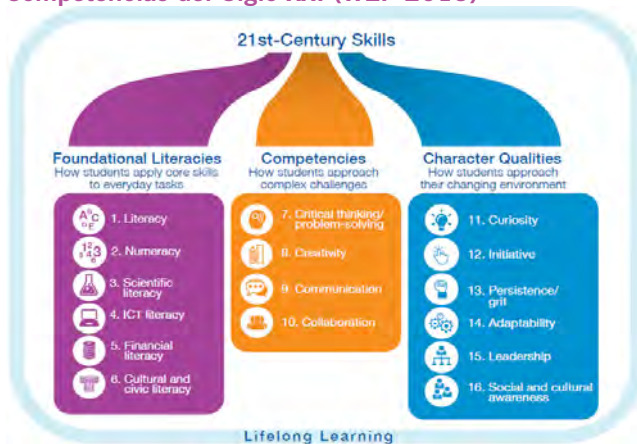 21st-Century Skills
Foundational Literacies
How students apply core skills
to everyday tasks
1. Literacy
2. Numeracy
3. Scientific
literacy
4. ICT literacy
5. Financial
literacy
6. Cultural and
civic literacy
Competencies
How students approach
complex challenges
7. Critical thinking/
problem-solving
8. Creativity
9. Communication
10. Collaboration
Character Qualities
How students approach
their changing environment
11. Curiosity
12. Initiative
13. Persistence/
grit
14. Adaptability
15. Leadership
16. Social and cultural
awareness
Lifelong Learning